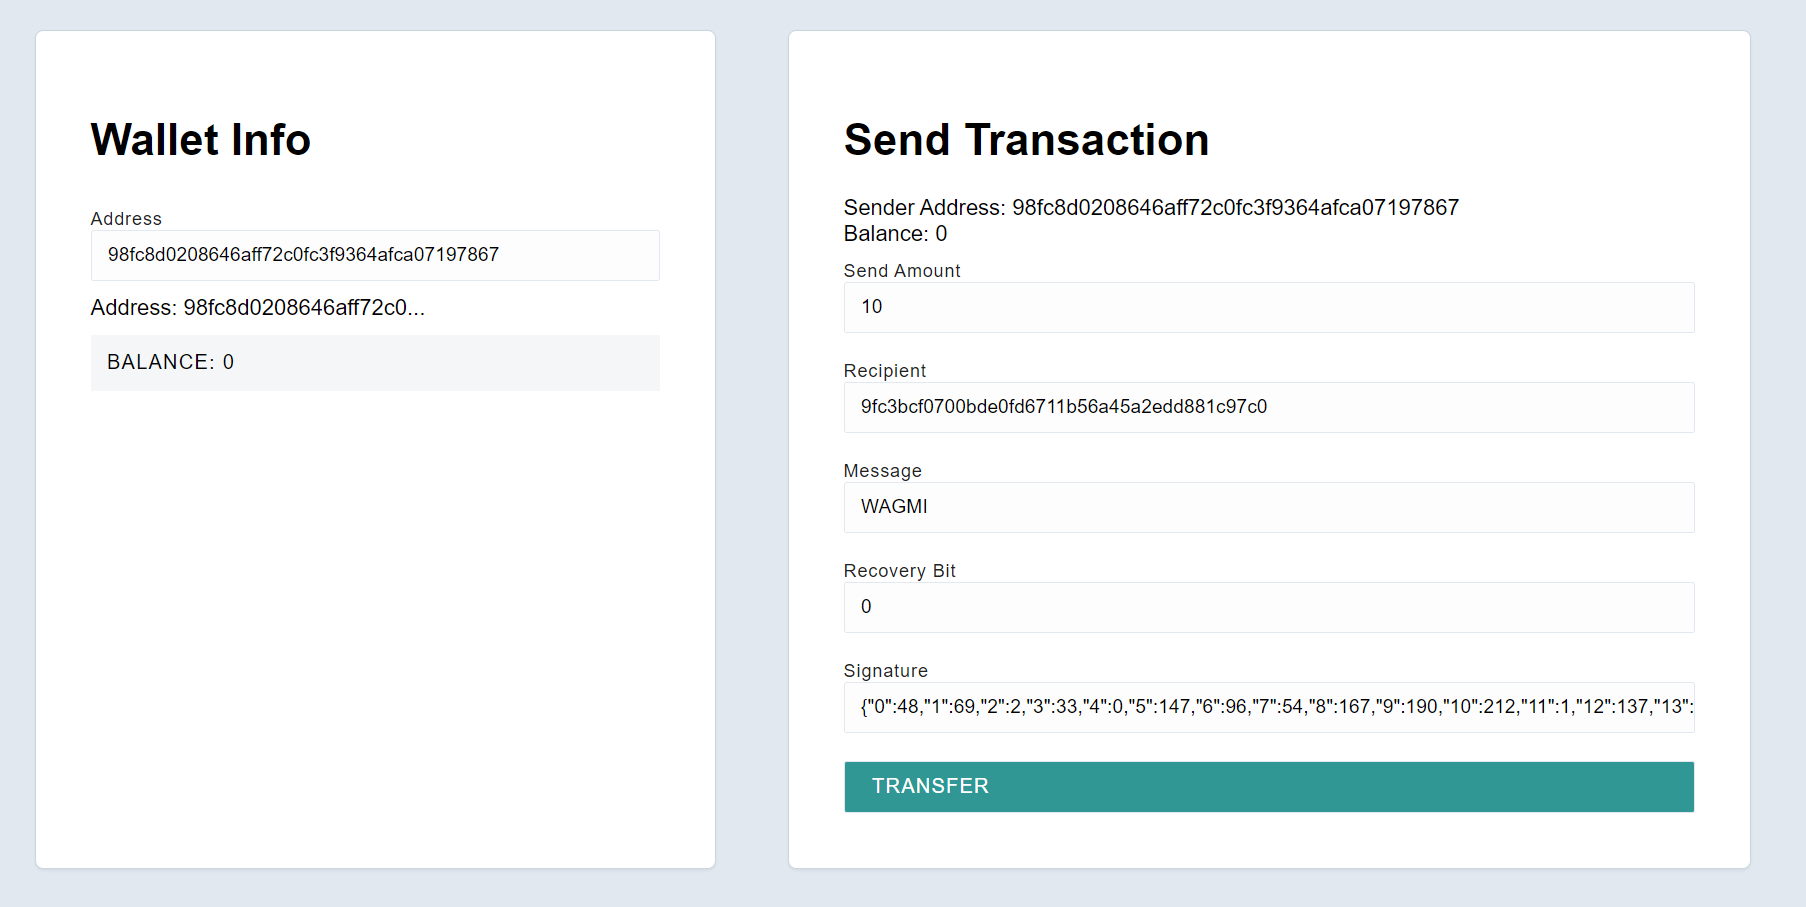 Wallet Info
Address
98fc8d0208646aff72c0fc3f9364afca07197867
Address: 98fc8d0208646aff72c0...
BALANCE: 0
Send Transaction
Sender Address: 98fc8d0208646aff72c0fc3f9364afca07197867
Balance: 0
Send Amount
10
Recipient
9fc3bcf0700bde0fd6711b56a45a2edd881c97c0
Message
WAGMI
Recovery Bit
0
Signature
{"0":48,"1":69,"2":2,"3":33,"4":0,"5":147,"6":96,"7":54,"8":167,"9":190,"10":212,"11":1,"12":137,"13":
TRANSFER